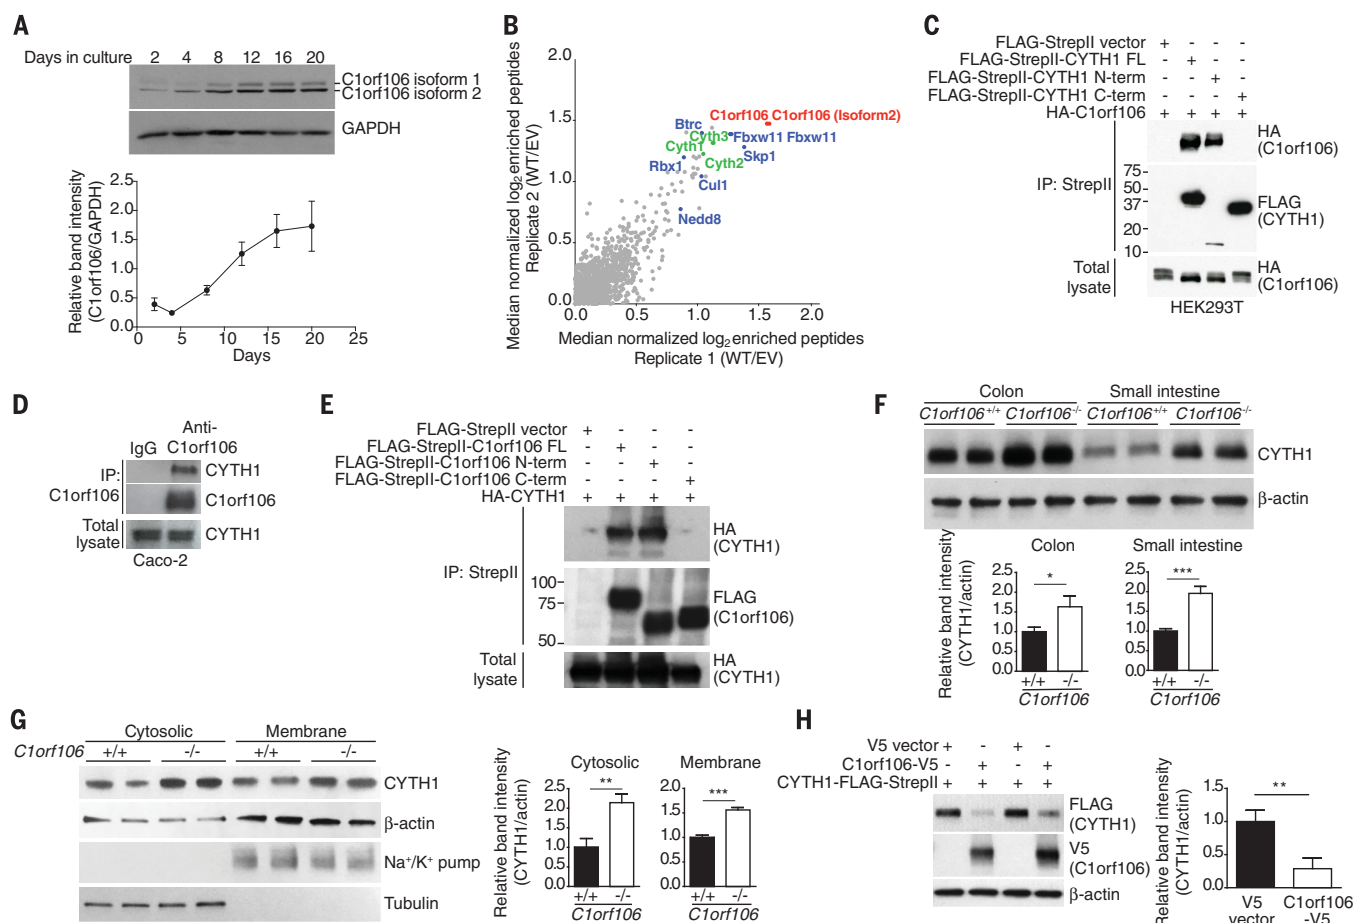 A
Days in culture 2 4 8 12 16 20
C1orf106 isoform 1
C1orf106 isoform 2
GAPDH
Relative band intensity
(C1orf106/GAPDH)
2.5
2.0
1.5
1.0
0.5
0.0
0 5 10 15 20 25
Days
B
Median normalized log2 enriched peptides
Replicate 2 (WT/EV)
2.0
1.5
1.0
0.5
0.0
C1orf106 C1orf106 (Isoform2)
Btrc
Cyth3 Fbxw11 Fbxw11
Cyth1
Skp1
Rbx1 Cyth2
Cul1
Nedd8
0.0 0.5 1.0 1.5 2.0
Median normalized log2 enriched peptides
Replicate 1 (WT/EV)
C
FLAG-StrepII vector + - - -
FLAG-StrepII-CYTH1 FL - + - -
FLAG-StrepII-CYTH1 N-term - - + -
FLAG-StrepII-CYTH1 C-term - - - +
HA-C1orf106 + + + +
IP: StrepII
HA
(C1orf106)
75
50
37
20
10
FLAG
(CYTH1)
Total
lysate
HA
(C1orf106)
HEK293T
D
Anti-
IgG C1orf106
IP:
C1orf106
CYTH1
C1orf106
Total
lysate
CYTH1
Caco-2
E
FLAG-StrepII vector + - - -
FLAG-StrepII-C1orf106 FL - + - -
FLAG-StrepII-C1orf106 N-term - - + -
FLAG-StrepII-C1orf106 C-term - - - +
HA-CYTH1 + + + +
IP: StrepII
HA
(CYTH1)
100
75
50
FLAG
(C1orf106)
Total
lysate
HA
(CYTH1)
F
Colon Small intestine
C1orf106+/+ C1orf106-/- C1orf106+/+ C1orf106-/-
CYTH1
β-actin
Relative band intensity
(CYTH1/actin)
Colon
2.5
2.0
1.5
1.0
0.5
0.0
*
+/+ -/-
C1orf106
Small intestine
2.5
2.0
1.5
1.0
0.5
0.0
***
+/+ -/-
C1orf106
G
Cytosolic Membrane
C1orf106 +/+ -/- +/+ -/-
CYTH1
β-actin
Na+/K+ pump
Tubulin
Relative band intensity
(CYTH1/actin)
Cytosolic
2.5
2.0
1.5
1.0
0.5
0.0
**
+/+ -/-
C1orf106
Membrane
2.0
1.5
1.0
0.5
0.0
***
+/+ -/-
C1orf106
H
V5 vector + - + -
C1orf106-V5 - + - +
CYTH1-FLAG-StrepII + + + +
FLAG
(CYTH1)
V5
(C1orf106)
β-actin
Relative band intensity
(CYTH1/actin)
1.5
1.0
0.5
0.0
**
V5
vector
C1orf106
-V5